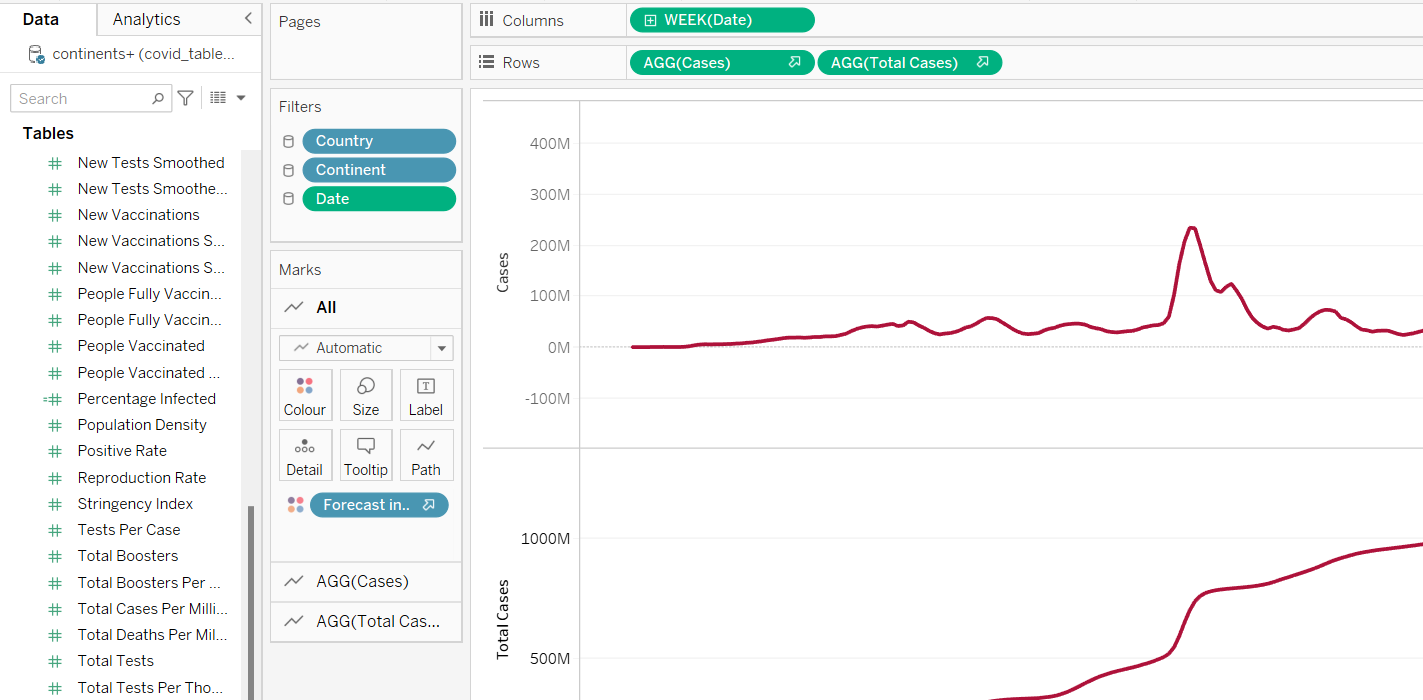 Data
Analytics
continents+ (covid_table...
Search
Tables
New Tests Smoothed
New Tests Smoothe...
New Vaccinations
New Vaccinations S...
New Vaccinations S...
People Fully Vaccin...
People Fully Vaccin...
People Vaccinated
People Vaccinated ...
Percentage Infected
Population Density
Positive Rate
Reproduction Rate
Stringency Index
Tests Per Case
Total Boosters
Total Boosters Per ...
Total Cases Per Milli...
Total Deaths Per Mil...
Total Tests
Total Tests Per Tho...
Pages
Filters
Country
Continent
Date
Marks
All
Automatic
Colour
Size
Label
Detail
Tooltip
Path
Forecast in..
AGG(Cases)
AGG(Total Cas...
Columns
WEEK(Date)
Rows
AGG(Cases)
AGG(Total Cases)
Cases
400M
300M
200M
100M
0M
-100M
Total Cases
1000M
500M